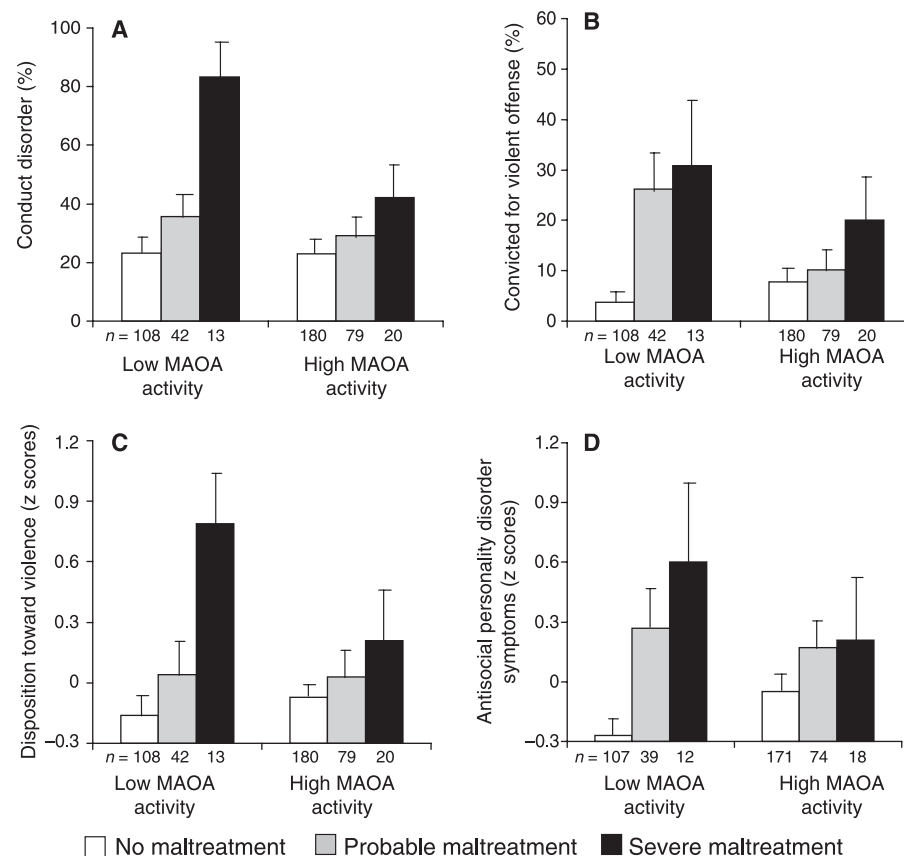 A
Conduct disorder (%)
100
80
60
40
20
0
n = 108 42 13
180 79 20
Low MAOA
activity
High MAOA
activity
B
Convicted for violent offense (%)
60
50
40
30
20
10
0
n = 108 42 13
180 79 20
Low MAOA
activity
High MAOA
activity
C
Disposition toward violence (z scores)
1.2
0.9
0.6
0.3
0
–0.3
n = 108 42 13
180 79 20
Low MAOA
activity
High MAOA
activity
D
Antisocial personality disorder
symptoms (z scores)
1.2
0.9
0.6
0.3
0
–0.3
n = 107 39 12
171 74 18
Low MAOA
activity
High MAOA
activity
No maltreatment
Probable maltreatment
Severe maltreatment